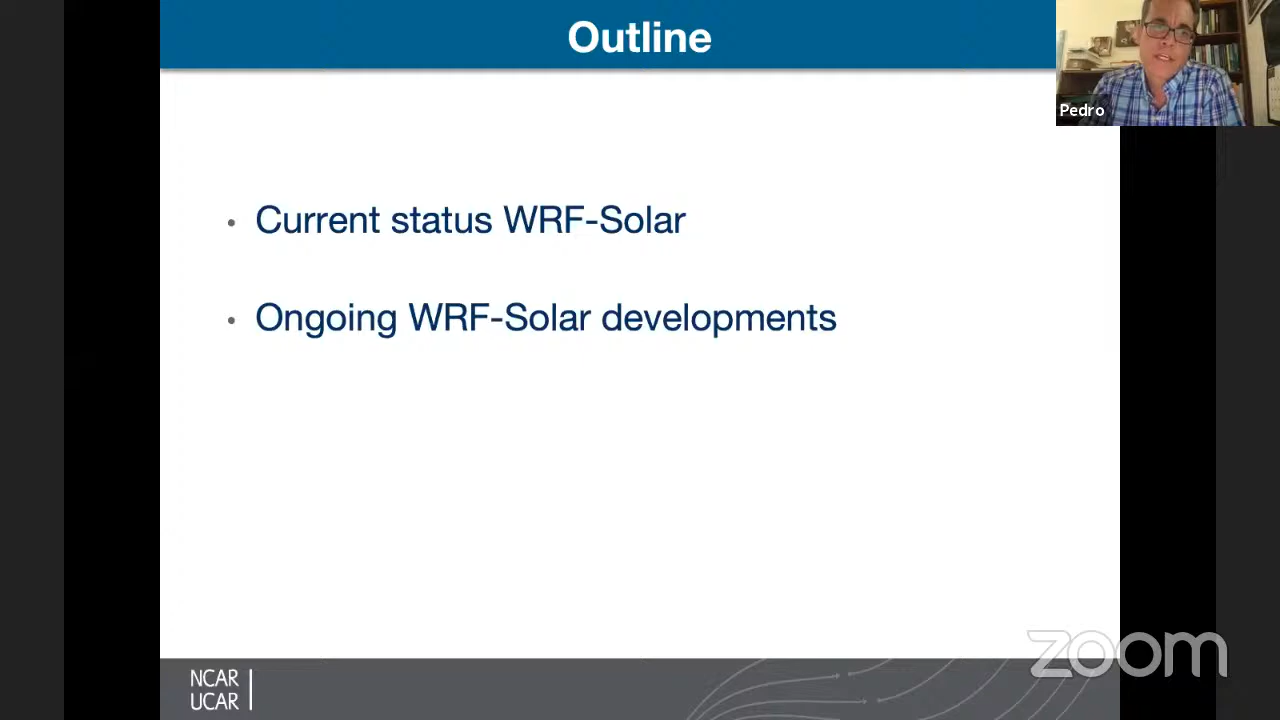 Outline
Pedro
• Current status WRF-Solar
• Ongoing WRF-Solar developments
zoom
NCAR
UCAR